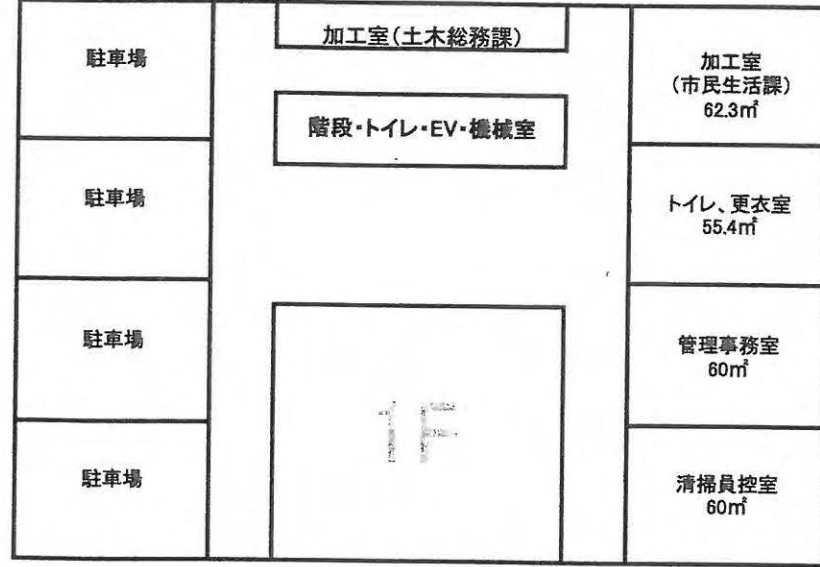 駐車場
加工室(土木総務課)
加工室
(市民生活課)
62.3㎡
階段・トイレ・EV・機械室
駐車場
トイレ、更衣室
55.4㎡
駐車場
管理事務室
60㎡
1F
駐車場
清掃員控室
60㎡